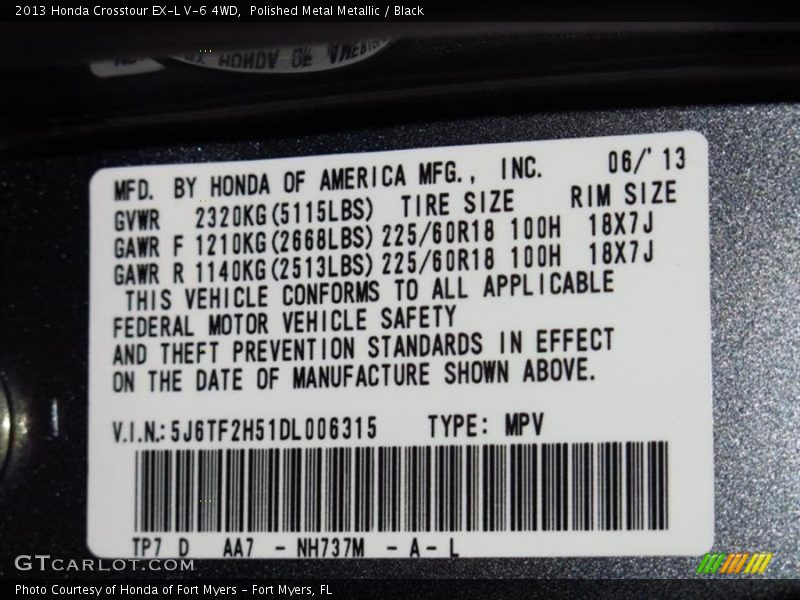 2013 Honda Crosstour EX-L V-6 4WD, Polished Metal Metallic / Black
MFD. BY HONDA OF AMERICA MFG., INC. 06/'13
GVWR 2320KG(5115LBS) TIRE SIZE RIM SIZE
GAWR F 1210KG(2668LBS) 225/60R18 100H 18X7J
GAWR R 1140KG(2513LBS) 225/60R18 100H 18X7J
THIS VEHICLE CONFORMS TO ALL APPLICABLE
FEDERAL MOTOR VEHICLE SAFETY
AND THEFT PREVENTION STANDARDS IN EFFECT
ON THE DATE OF MANUFACTURE SHOWN ABOVE.
V.I.N.: 5J6TF2H51DL006315 TYPE: MPV
TP7 D AA7 - NH737M - A - L
GTCARLOT.COM
Photo Courtesy of Honda of Fort Myers - Fort Myers, FL